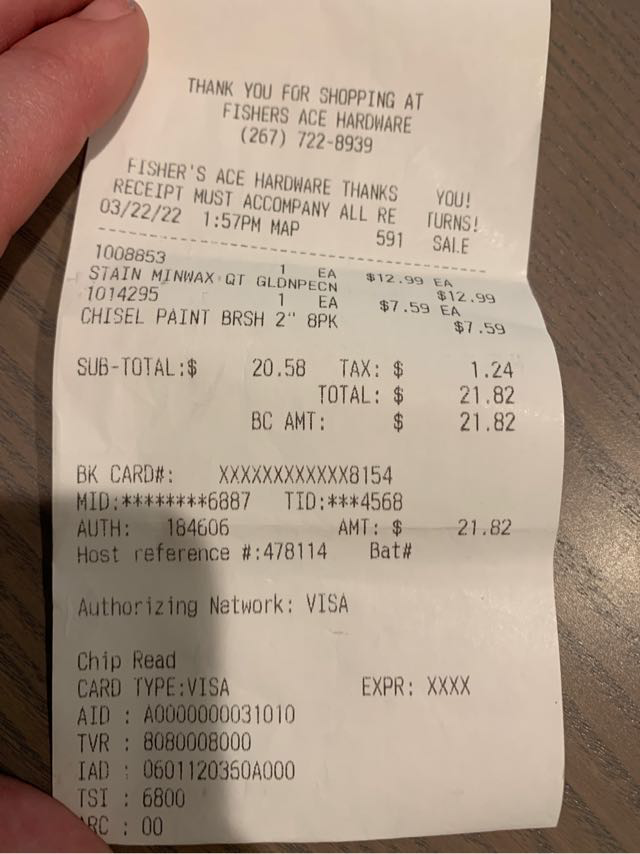 THANK YOU FOR SHOPPING AT
FISHERS ACE HARDWARE
(267) 722-8939
FISHER'S ACE HARDWARE THANKS YOU!
RECEIPT MUST ACCOMPANY ALL RE TURNS!
03/22/22 1:57PM MAP 591 SALE
1008853 1 EA $12.99 EA
STAIN MINWAX QT GLDNPECN $12.99
1014295 1 EA $7.59 EA
CHISEL PAINT BRSH 2" 8PK $7.59
SUB-TOTAL:$ 20.58 TAX: $ 1.24
TOTAL: $ 21.82
BC AMT: $ 21.82
BK CARD#: XXXXXXXXXXXX8154
MID:********6887 TID:***4568
AUTH: 184606 AMT: $ 21.82
Host reference #:478114 Bat#
Authorizing Network: VISA
Chip Read
CARD TYPE:VISA EXPR: XXXX
AID : A0000000031010
TVR : 8080008000
IAD : 0601120360A000
TSI : 6800
ARC : 00